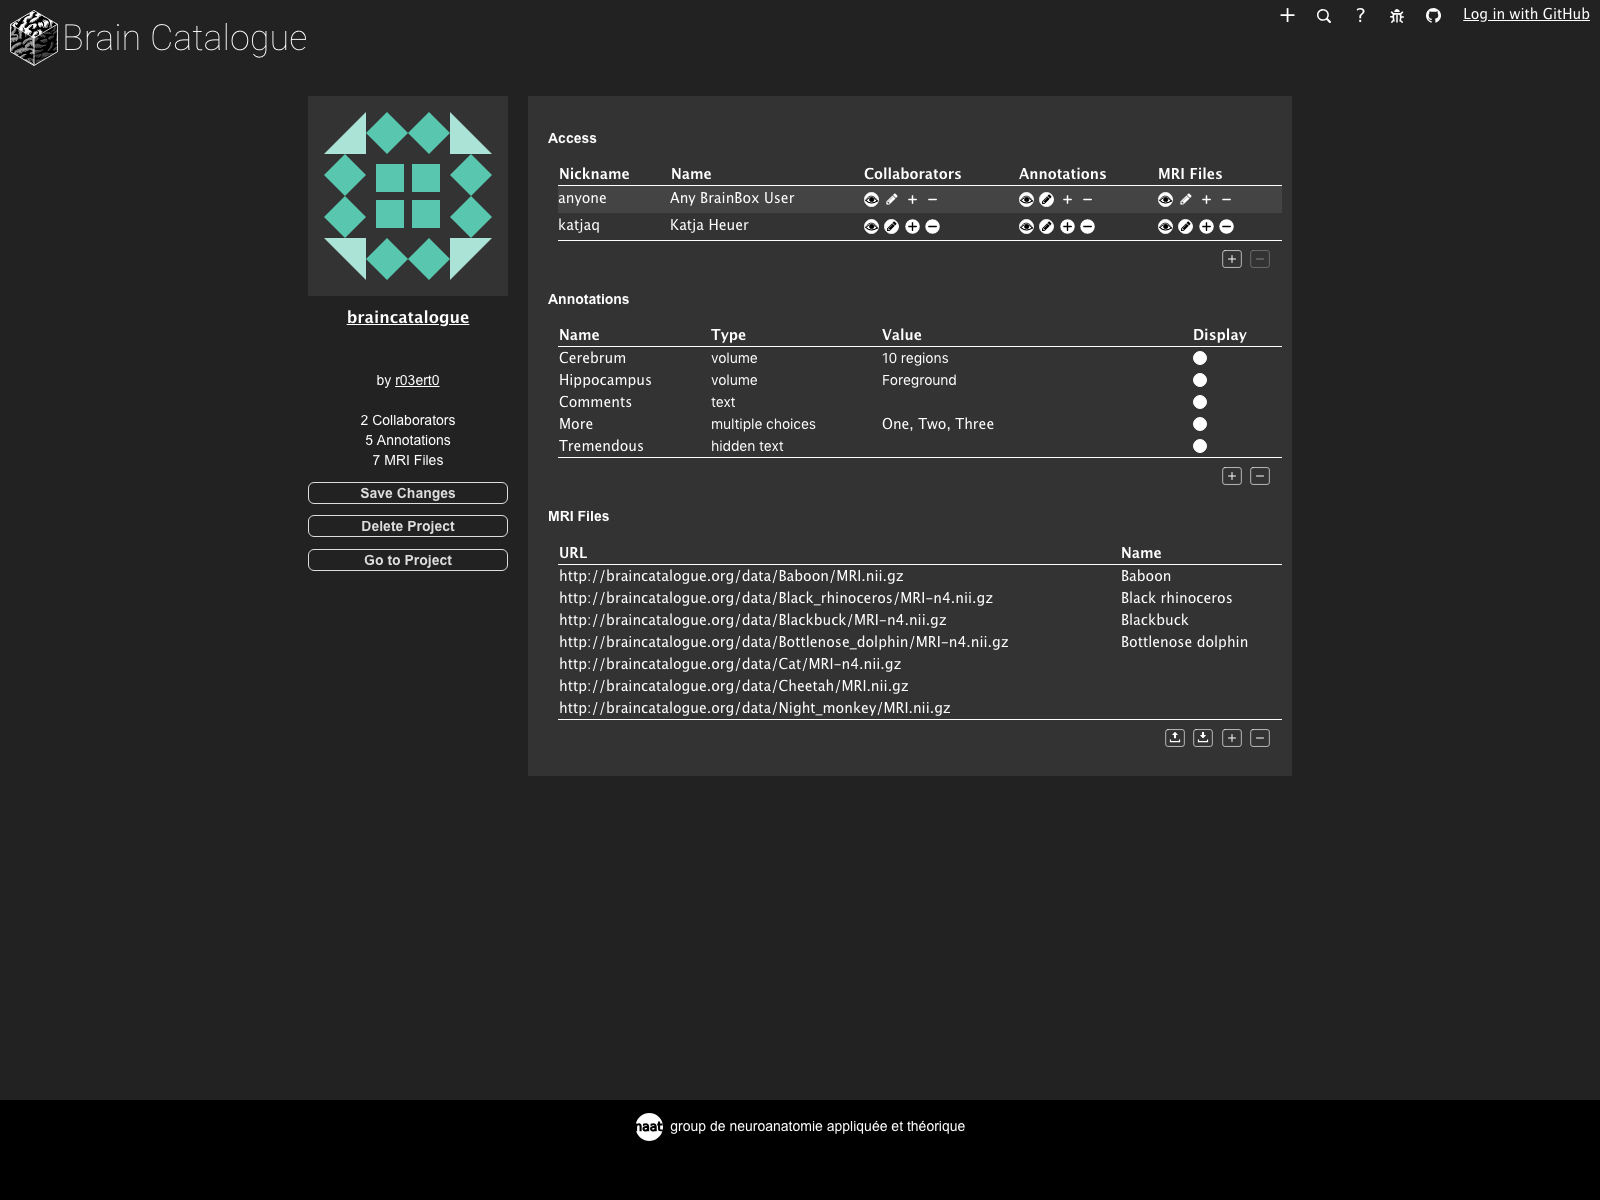 Brain Catalogue
? Log in with GitHub
braincatalogue
by r03ert0
2 Collaborators
5 Annotations
7 MRI Files
Save Changes
Delete Project
Go to Project
Access
Nickname Name Collaborators Annotations MRI Files
anyone Any BrainBox User
katjaq Katja Heuer
Annotations
Name Type Value Display
Cerebrum volume 10 regions
Hippocampus volume Foreground
Comments text
More multiple choices One, Two, Three
Tremendous hidden text
MRI Files
URL Name
http://braincatalogue.org/data/Baboon/MRI.nii.gz Baboon
http://braincatalogue.org/data/Black_rhinoceros/MRI-n4.nii.gz Black rhinoceros
http://braincatalogue.org/data/Blackbuck/MRI-n4.nii.gz Blackbuck
http://braincatalogue.org/data/Bottlenose_dolphin/MRI-n4.nii.gz Bottlenose dolphin
http://braincatalogue.org/data/Cat/MRI-n4.nii.gz
http://braincatalogue.org/data/Cheetah/MRI.nii.gz
http://braincatalogue.org/data/Night_monkey/MRI.nii.gz
naat group de neuroanatomie appliquée et théorique